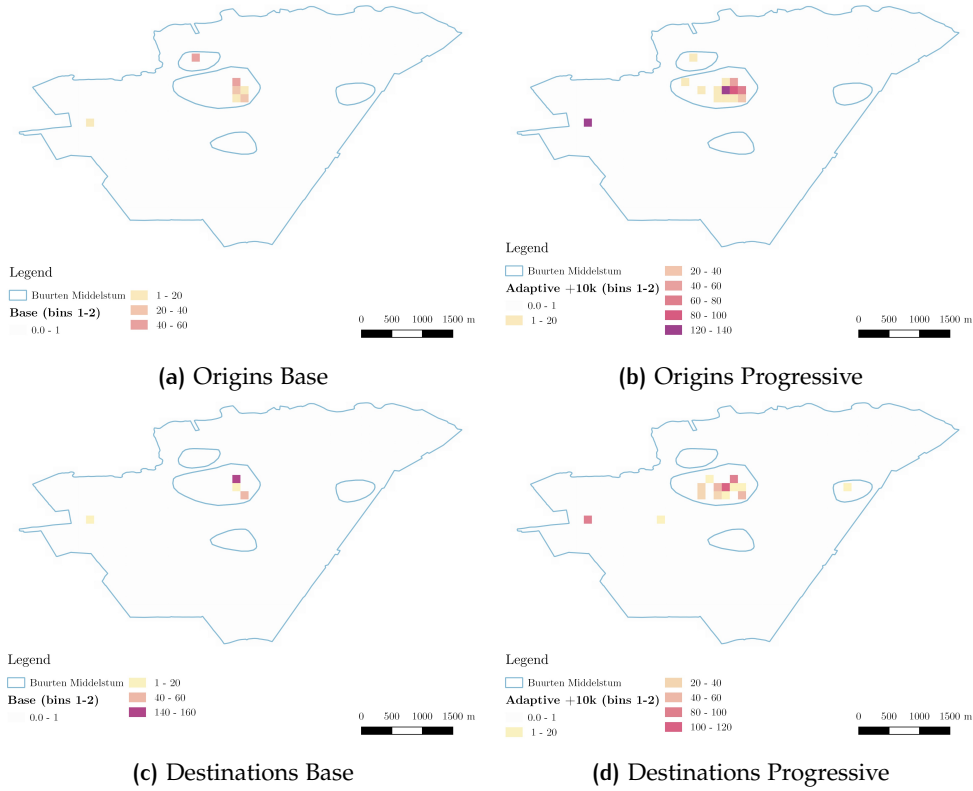 Legend
Buurten Middelstum
Base (bins 1-2)
0.0 - 1
1 - 20
20 - 40
40 - 60
0 500 1000 1500 m
(a) Origins Base
Legend
Buurten Middelstum
Adaptive +10k (bins 1-2)
0.0 - 1
1 - 20
20 - 40
40 - 60
60 - 80
80 - 100
120 - 140
0 500 1000 1500 m
(b) Origins Progressive
Legend
Buurten Middelstum
Base (bins 1-2)
0.0 - 1
1 - 20
40 - 60
140 - 160
0 500 1000 1500 m
(c) Destinations Base
Legend
Buurten Middelstum
Adaptive +10k (bins 1-2)
0.0 - 1
1 - 20
20 - 40
40 - 60
80 - 100
100 - 120
0 500 1000 1500 m
(d) Destinations Progressive